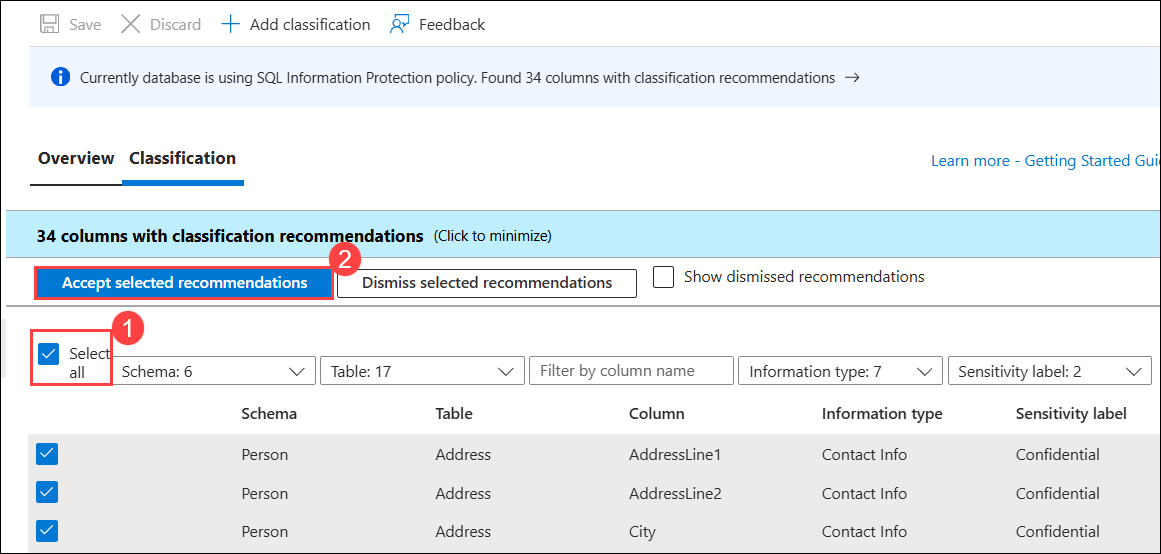 Save Discard Add classification Feedback
Currently database is using SQL Information Protection policy. Found 34 columns with classification recommendations →
Overview Classification
Learn more - Getting Started Gui
34 columns with classification recommendations (Click to minimize)
2
Accept selected recommendations Dismiss selected recommendations Show dismissed recommendations
1
Select all
Schema: 6 Table: 17 Filter by column name Information type: 7 Sensitivity label: 2
Schema Table Column Information type Sensitivity label
Person Address AddressLine1 Contact Info Confidential
Person Address AddressLine2 Contact Info Confidential
Person Address City Contact Info Confidential